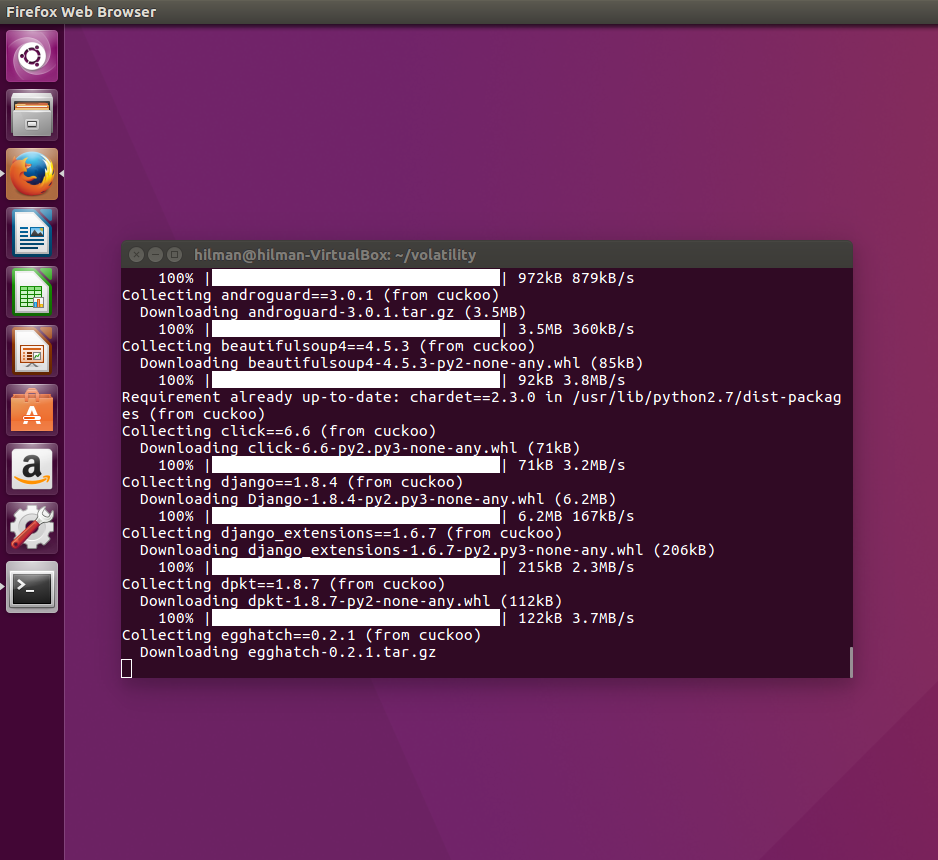 Firefox Web Browser
hilman@hilman-VirtualBox: ~/volatility
100% |                                | 972kB 879kB/s
Collecting androguard==3.0.1 (from cuckoo)
Downloading androguard-3.0.1.tar.gz (3.5MB)
100% |                                | 3.5MB 360kB/s
Collecting beautifulsoup4==4.5.3 (from cuckoo)
Downloading beautifulsoup4-4.5.3-py2-none-any.whl (85kB)
100% |                                | 92kB 3.8MB/s
Requirement already up-to-date: chardet==2.3.0 in /usr/lib/python2.7/dist-packag
es (from cuckoo)
Collecting click==6.6 (from cuckoo)
Downloading click-6.6-py2.py3-none-any.whl (71kB)
100% |                                | 71kB 3.2MB/s
Collecting django==1.8.4 (from cuckoo)
Downloading Django-1.8.4-py2.py3-none-any.whl (6.2MB)
100% |                                | 6.2MB 167kB/s
Collecting django_extensions==1.6.7 (from cuckoo)
Downloading django_extensions-1.6.7-py2.py3-none-any.whl (206kB)
100% |                                | 215kB 2.3MB/s
Collecting dpkt==1.8.7 (from cuckoo)
Downloading dpkt-1.8.7-py2-none-any.whl (112kB)
100% |                                | 122kB 3.7MB/s
Collecting egghatch==0.2.1 (from cuckoo)
Downloading egghatch-0.2.1.tar.gz